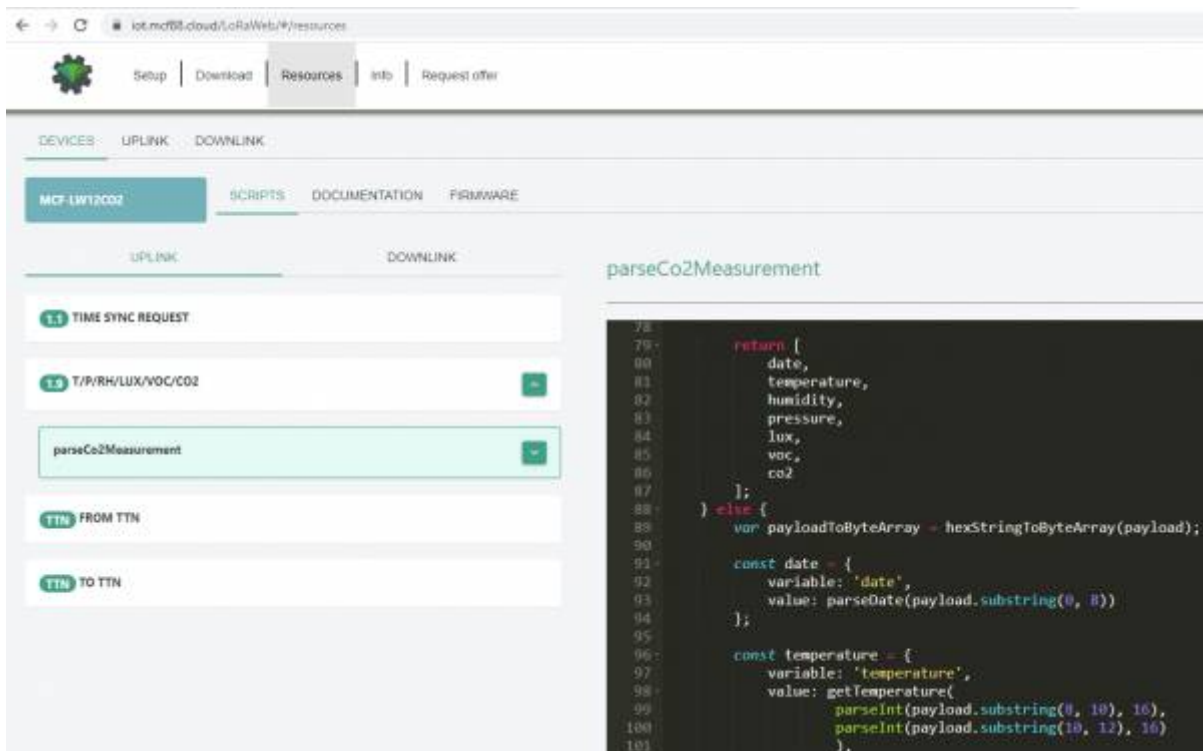 iot.mcf88.cloud/LoRaWeb/#/resources
Setup Download Resources Info Request offer
DEVICES UPLINK DOWNLINK
MCF-LW12CO2 SCRIPTS DOCUMENTATION FIRMWARE
UPLINK DOWNLINK
1.1 TIME SYNC REQUEST
1.9 T/P/RH/LUX/VOC/CO2
parseCo2Measurement
TTN FROM TTN
TTN TO TTN
parseCo2Measurement
78
79 return [
80 date,
81 temperature,
82 humidity,
83 pressure,
84 lux,
85 voc,
86 co2
87 ];
88 } else {
89 var payloadToByteArray = hexStringToByteArray(payload);
90
91 const date = {
92 variable: 'date',
93 value: parseDate(payload.substring(0, 8))
94 };
95
96 const temperature = {
97 variable: 'temperature',
98 value: getTemperature(
99 parseInt(payload.substring(8, 10), 16),
100 parseInt(payload.substring(10, 12), 16)
101 ),